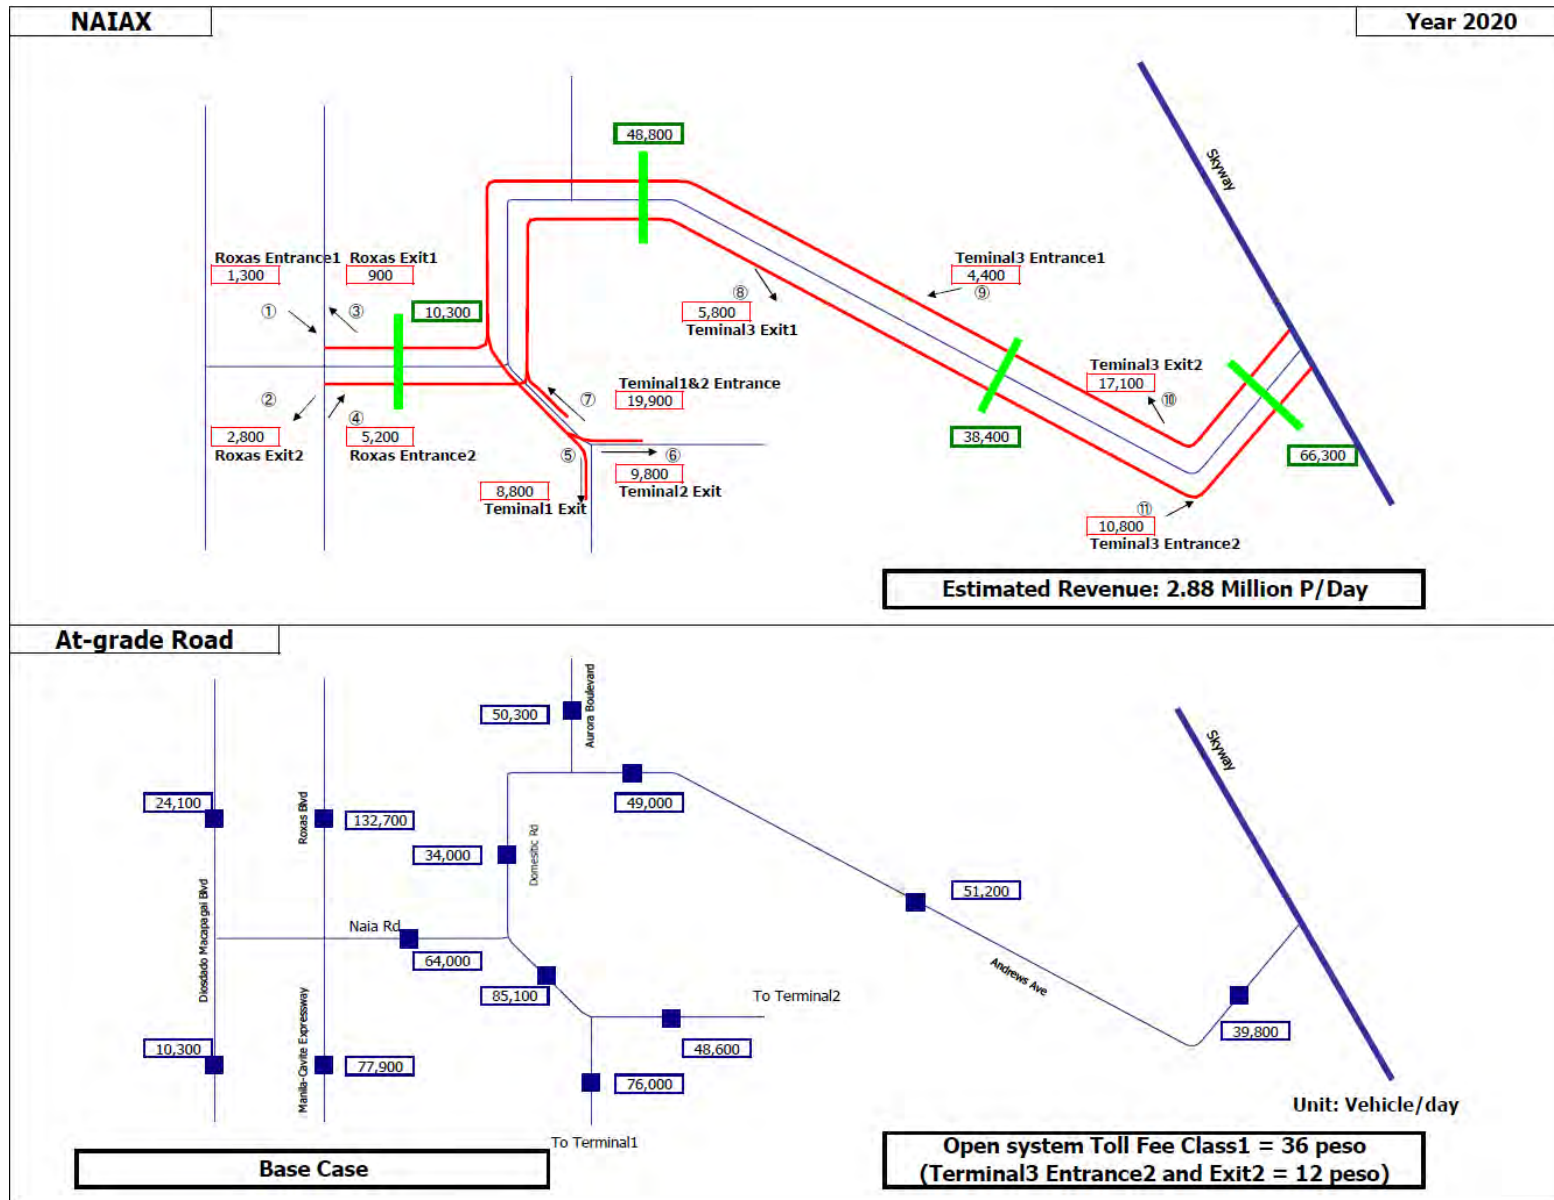 NAIAX
Year 2020
48,800
Skyway
Roxas Entrance1
1,300
Roxas Exit1
900
Teminal3 Entrance1
4,400
⑨
⑧
5,800
Teminal3 Exit1
①
③
10,300
Teminal3 Exit2
17,100
⑩
Teminal1&2 Entrance
19,900
⑦
②
④
2,800
Roxas Exit2
5,200
Roxas Entrance2
38,400
66,300
⑤
⑥
9,800
Teminal2 Exit
8,800
Teminal1 Exit
⑪
10,800
Teminal3 Entrance2
Estimated Revenue: 2.88 Million P/Day
At-grade Road
50,300
Aurora Boulevard
Skyway
24,100
Roxas Blvd
132,700
49,000
34,000
Domesitic Rd
51,200
Diosdado Macapagai Blvd
Naia Rd
64,000
Andrews Ave
85,100
To Terminal2
Manila-Cavite Expressway
39,800
10,300
77,900
48,600
76,000
Unit: Vehicle/day
To Terminal1
Base Case
Open system Toll Fee Class1 = 36 peso
(Terminal3 Entrance2 and Exit2 = 12 peso)